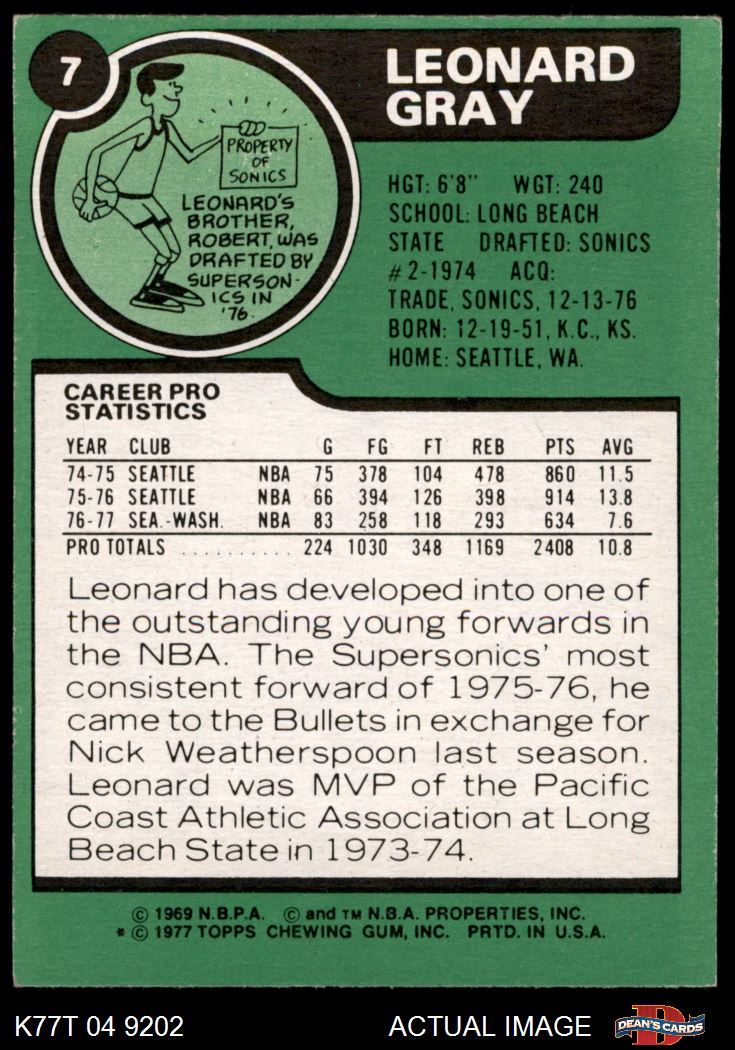 7
LEONARD
GRAY
PROPERTY
OF
SONICS
LEONARD'S
BROTHER,
ROBERT, WAS
DRAFTED BY
SUPERSON-
ICS IN
'76.
HGT: 6'8" WGT: 240
SCHOOL: LONG BEACH
STATE DRAFTED: SONICS
#2-1974 ACQ:
TRADE, SONICS, 12-13-76
BORN: 12-19-51, K.C., KS.
HOME: SEATTLE, WA.
CAREER PRO
STATISTICS
YEAR CLUB G FG FT REB PTS AVG
74-75 SEATTLE NBA 75 378 104 478 860 11.5
75-76 SEATTLE NBA 66 394 126 398 914 13.8
76-77 SEA.-WASH. NBA 83 258 118 293 634 7.6
PRO TOTALS .......... 224 1030 348 1169 2408 10.8
Leonard has developed into one of
the outstanding young forwards in
the NBA. The Supersonics' most
consistent forward of 1975-76, he
came to the Bullets in exchange for
Nick Weatherspoon last season.
Leonard was MVP of the Pacific
Coast Athletic Association at Long
Beach State in 1973-74.
© 1969 N.B.P.A. © and TM N.B.A. PROPERTIES, INC.
* © 1977 TOPPS CHEWING GUM, INC. PRTD. IN U.S.A.
K77T 04 9202 ACTUAL IMAGE DEAN'S CARDS